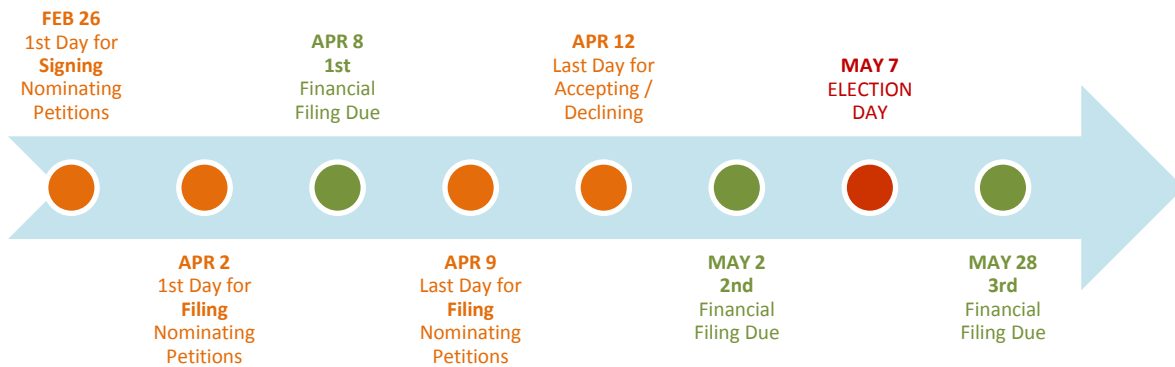 FEB 26
1st Day for
Signing
Nominating
Petitions
APR 2
1st Day for
Filing
Nominating
Petitions
APR 8
1st
Financial
Filing Due
APR 9
Last Day for
Filing
Nominating
Petitions
APR 12
Last Day for
Accepting /
Declining
MAY 2
2nd
Financial
Filing Due
MAY 7
ELECTION
DAY
MAY 28
3rd
Financial
Filing Due